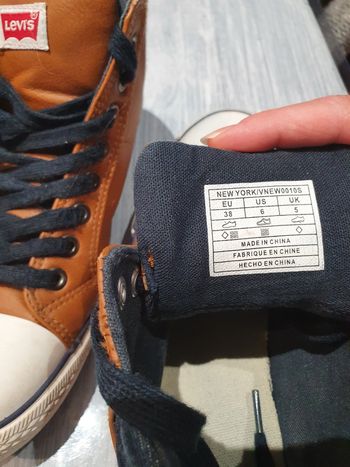 Levi's
NEW YORK/VNEW0010S
EU US UK
38 6 5
MADE IN CHINA
FABRIQUE EN CHINE
HECHO EN CHINA